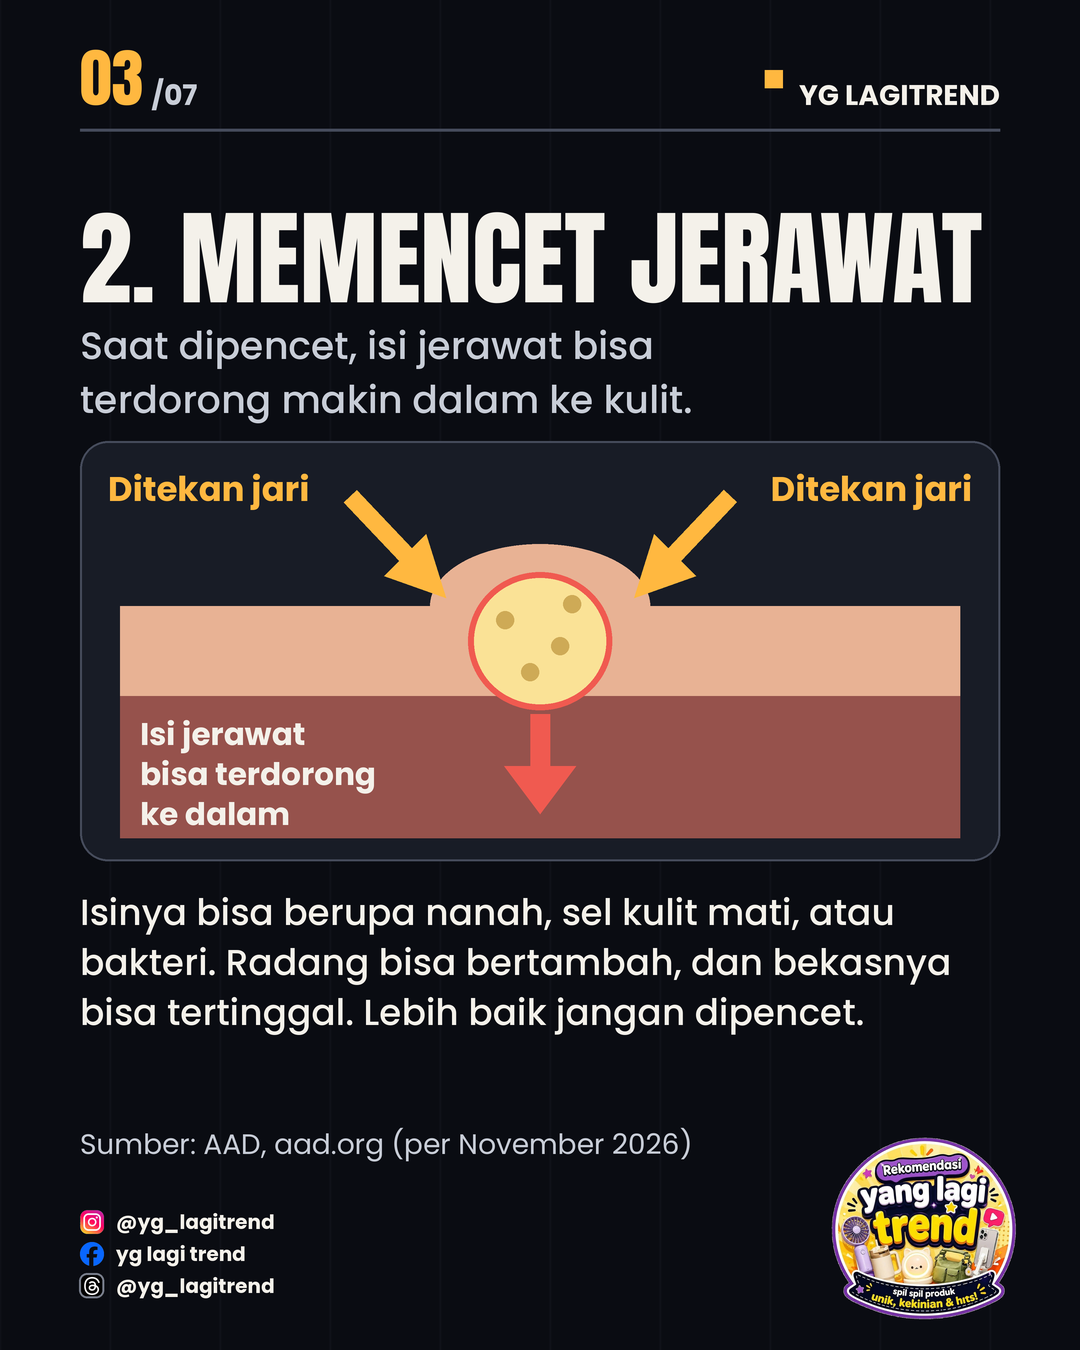 03 /07
YG LAGITREND
2. MEMENCET JERAWAT
Saat dipencet, isi jerawat bisa
terdorong makin dalam ke kulit.
Ditekan jari
Ditekan jari
Isi jerawat
bisa terdorong
ke dalam
Isinya bisa berupa nanah, sel kulit mati, atau
bakteri. Radang bisa bertambah, dan bekasnya
bisa tertinggal. Lebih baik jangan dipencet.
Sumber: AAD, aad.org (per November 2026)
@yg_lagitrend
yg lagi trend
@yg_lagitrend
Rekomendasi
yang lagi
trend
spil spil produk
unik, kekinian & hits!